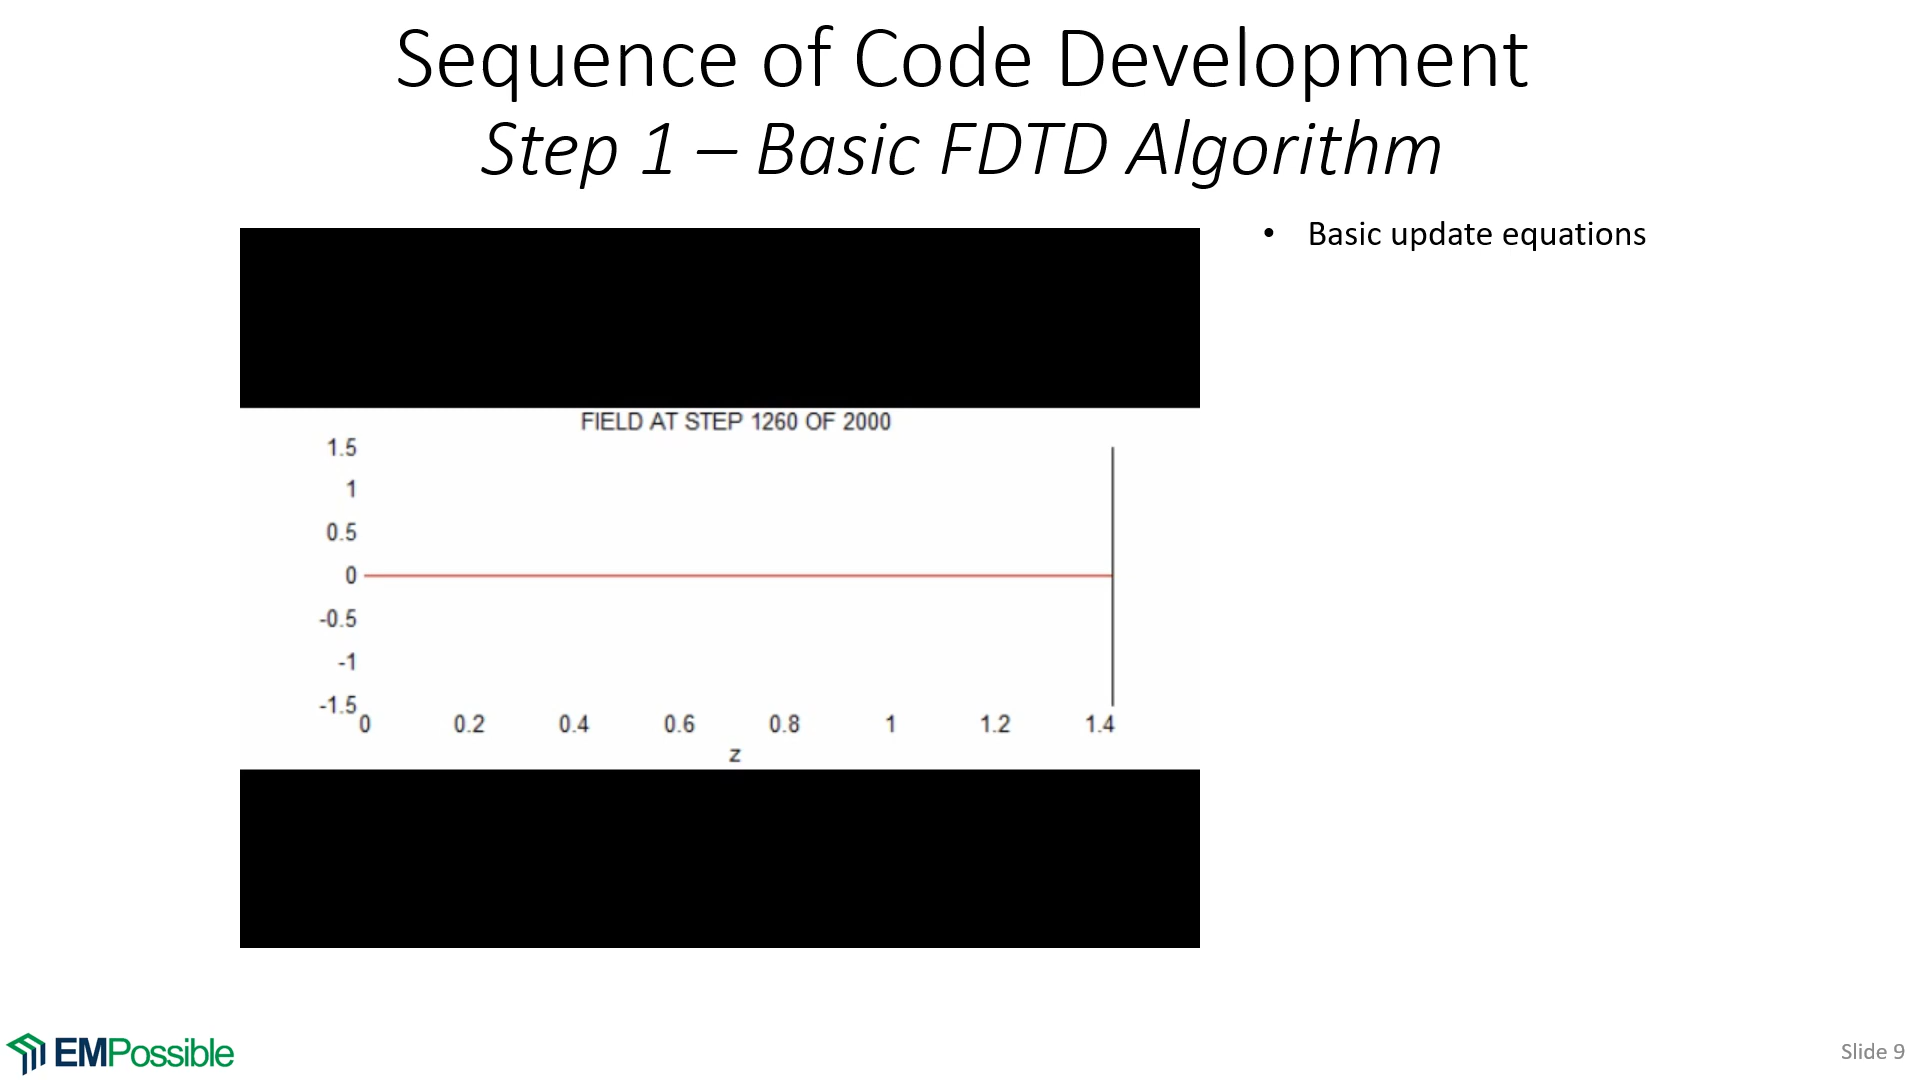 Sequence of Code Development
Step 1 – Basic FDTD Algorithm
• Basic update equations
FIELD AT STEP 1260 OF 2000
1.5
1
0.5
0
-0.5
-1
-1.5
0 0.2 0.4 0.6 0.8 1 1.2 1.4
z
EMPossible
Slide 9